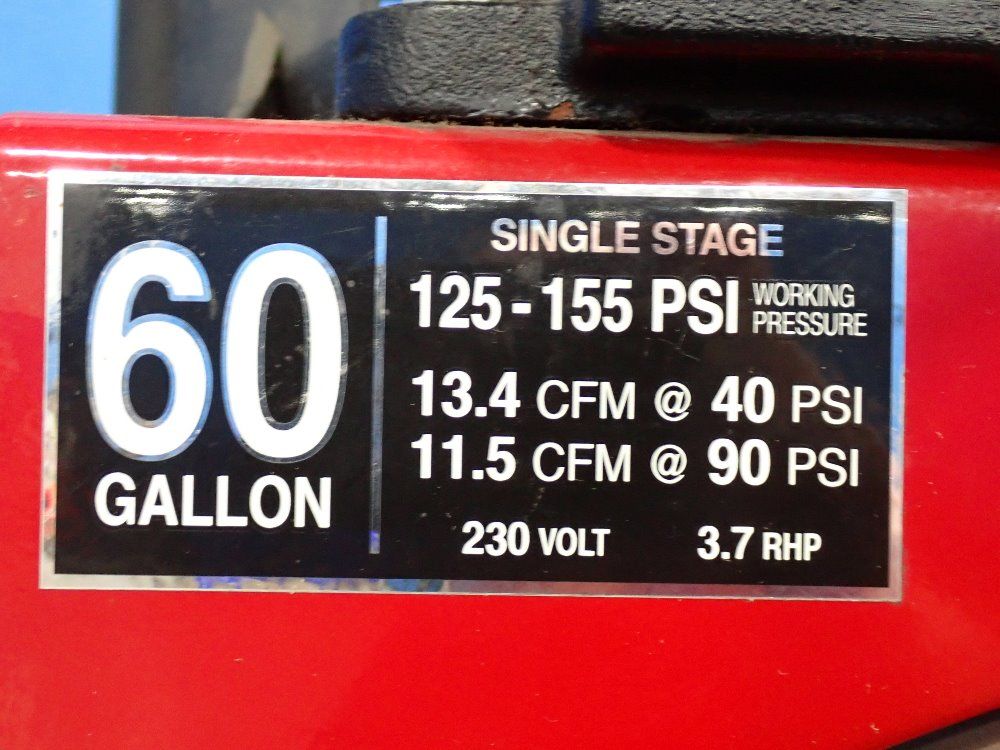 60
GALLON
SINGLE STAGE
125-155 PSI WORKING PRESSURE
13.4 CFM @ 40 PSI
11.5 CFM @ 90 PSI
230 VOLT 3.7 RHP